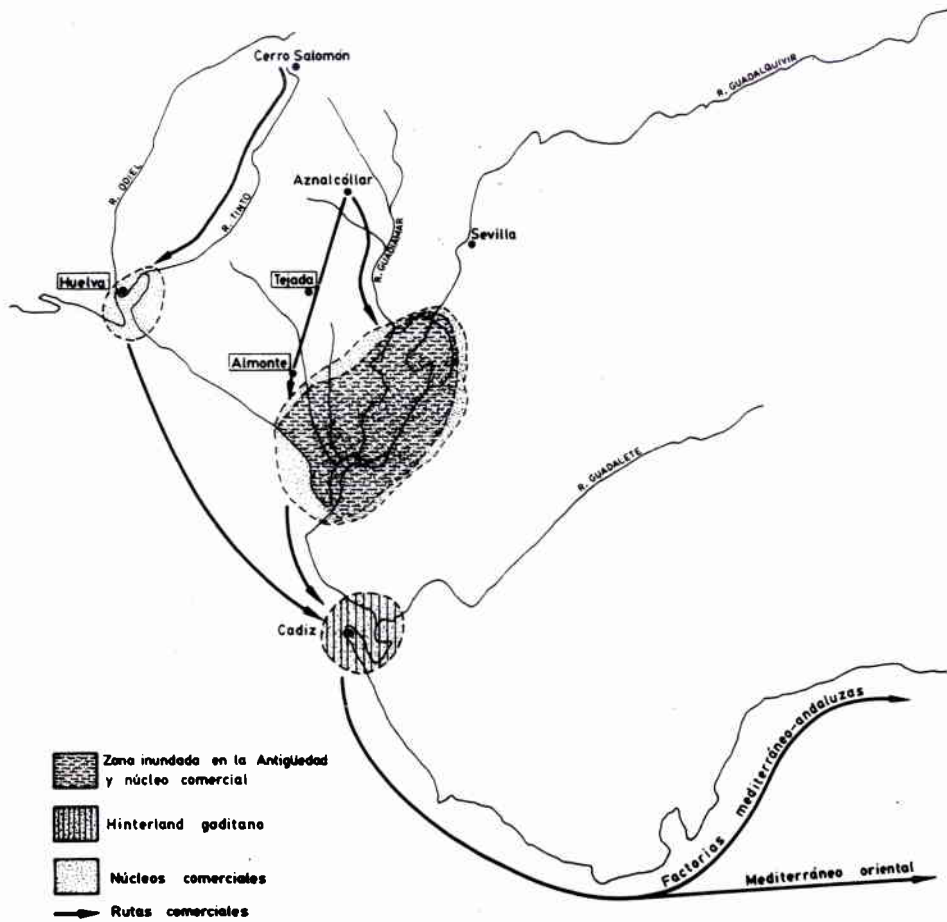 Cerro Salomón
R. GUADALQUIVIR
R. ODIEL
R. TINTO
Aznalcóllar
R. GUADIAMAR
Sevilla
Huelva
Tejada
Almonte
R. GUADALETE
Cadiz
Factorias mediterráneo-andaluzas
Mediterráneo oriental
Zona inundada en la Antigüedad
y núcleo comercial
Hinterland gaditano
Núcleos comerciales
Rutas comerciales